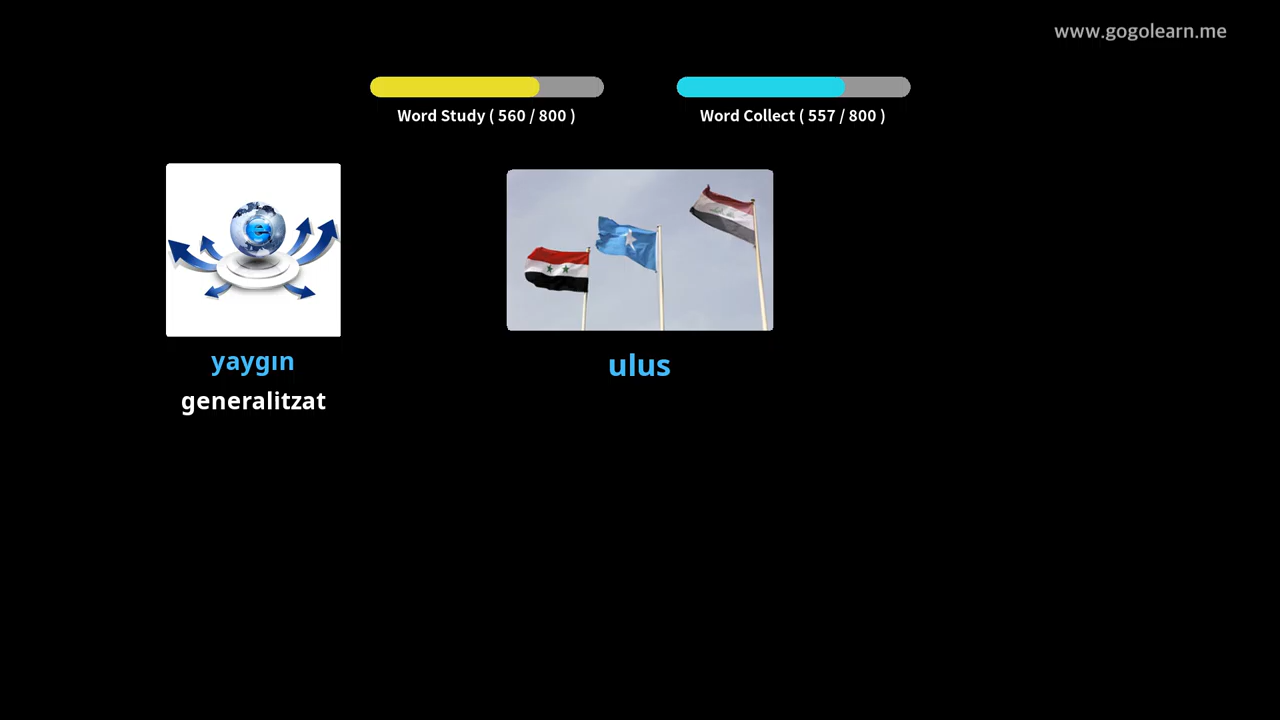 www.gogolearn.me
Word Study ( 560 / 800 )
Word Collect ( 557 / 800 )
e
yaygın
generalitzat
ulus